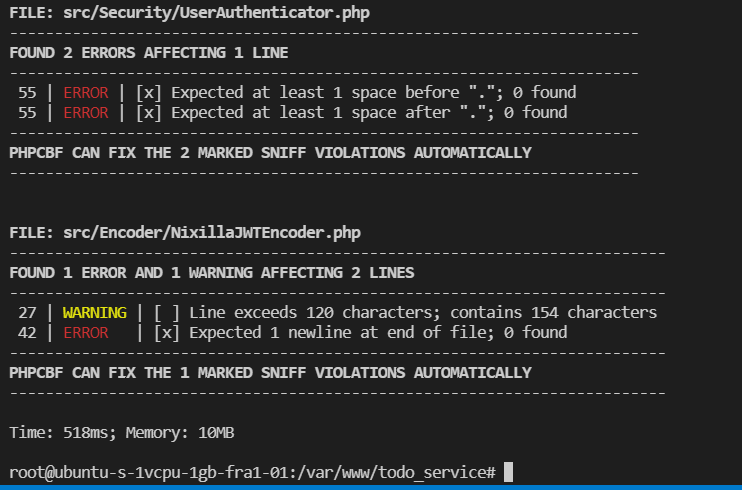 FILE: src/Security/UserAuthenticator.php
----------------------------------------------------------------------
FOUND 2 ERRORS AFFECTING 1 LINE
----------------------------------------------------------------------
 55 | ERROR | [x] Expected at least 1 space before "."; 0 found
 55 | ERROR | [x] Expected at least 1 space after "."; 0 found
----------------------------------------------------------------------
PHPCBF CAN FIX THE 2 MARKED SNIFF VIOLATIONS AUTOMATICALLY
----------------------------------------------------------------------
FILE: src/Encoder/NixillaJWTEncoder.php
-------------------------------------------------------------------------
FOUND 1 ERROR AND 1 WARNING AFFECTING 2 LINES
-------------------------------------------------------------------------
 27 | WARNING | [ ] Line exceeds 120 characters; contains 154 characters
 42 | ERROR   | [x] Expected 1 newline at end of file; 0 found
-------------------------------------------------------------------------
PHPCBF CAN FIX THE 1 MARKED SNIFF VIOLATIONS AUTOMATICALLY
-------------------------------------------------------------------------
Time: 518ms; Memory: 10MB
root@ubuntu-s-1vcpu-1gb-fra1-01:/var/www/todo_service#